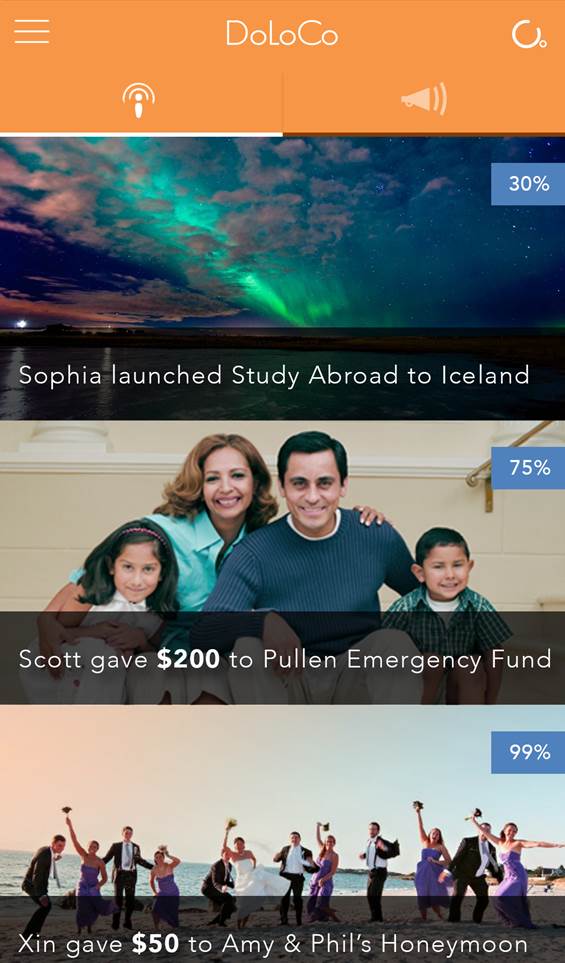 DoLoCo
30%
Sophia launched Study Abroad to Iceland
75%
Scott gave $200 to Pullen Emergency Fund
99%
Xin gave $50 to Amy & Phil’s Honeymoon